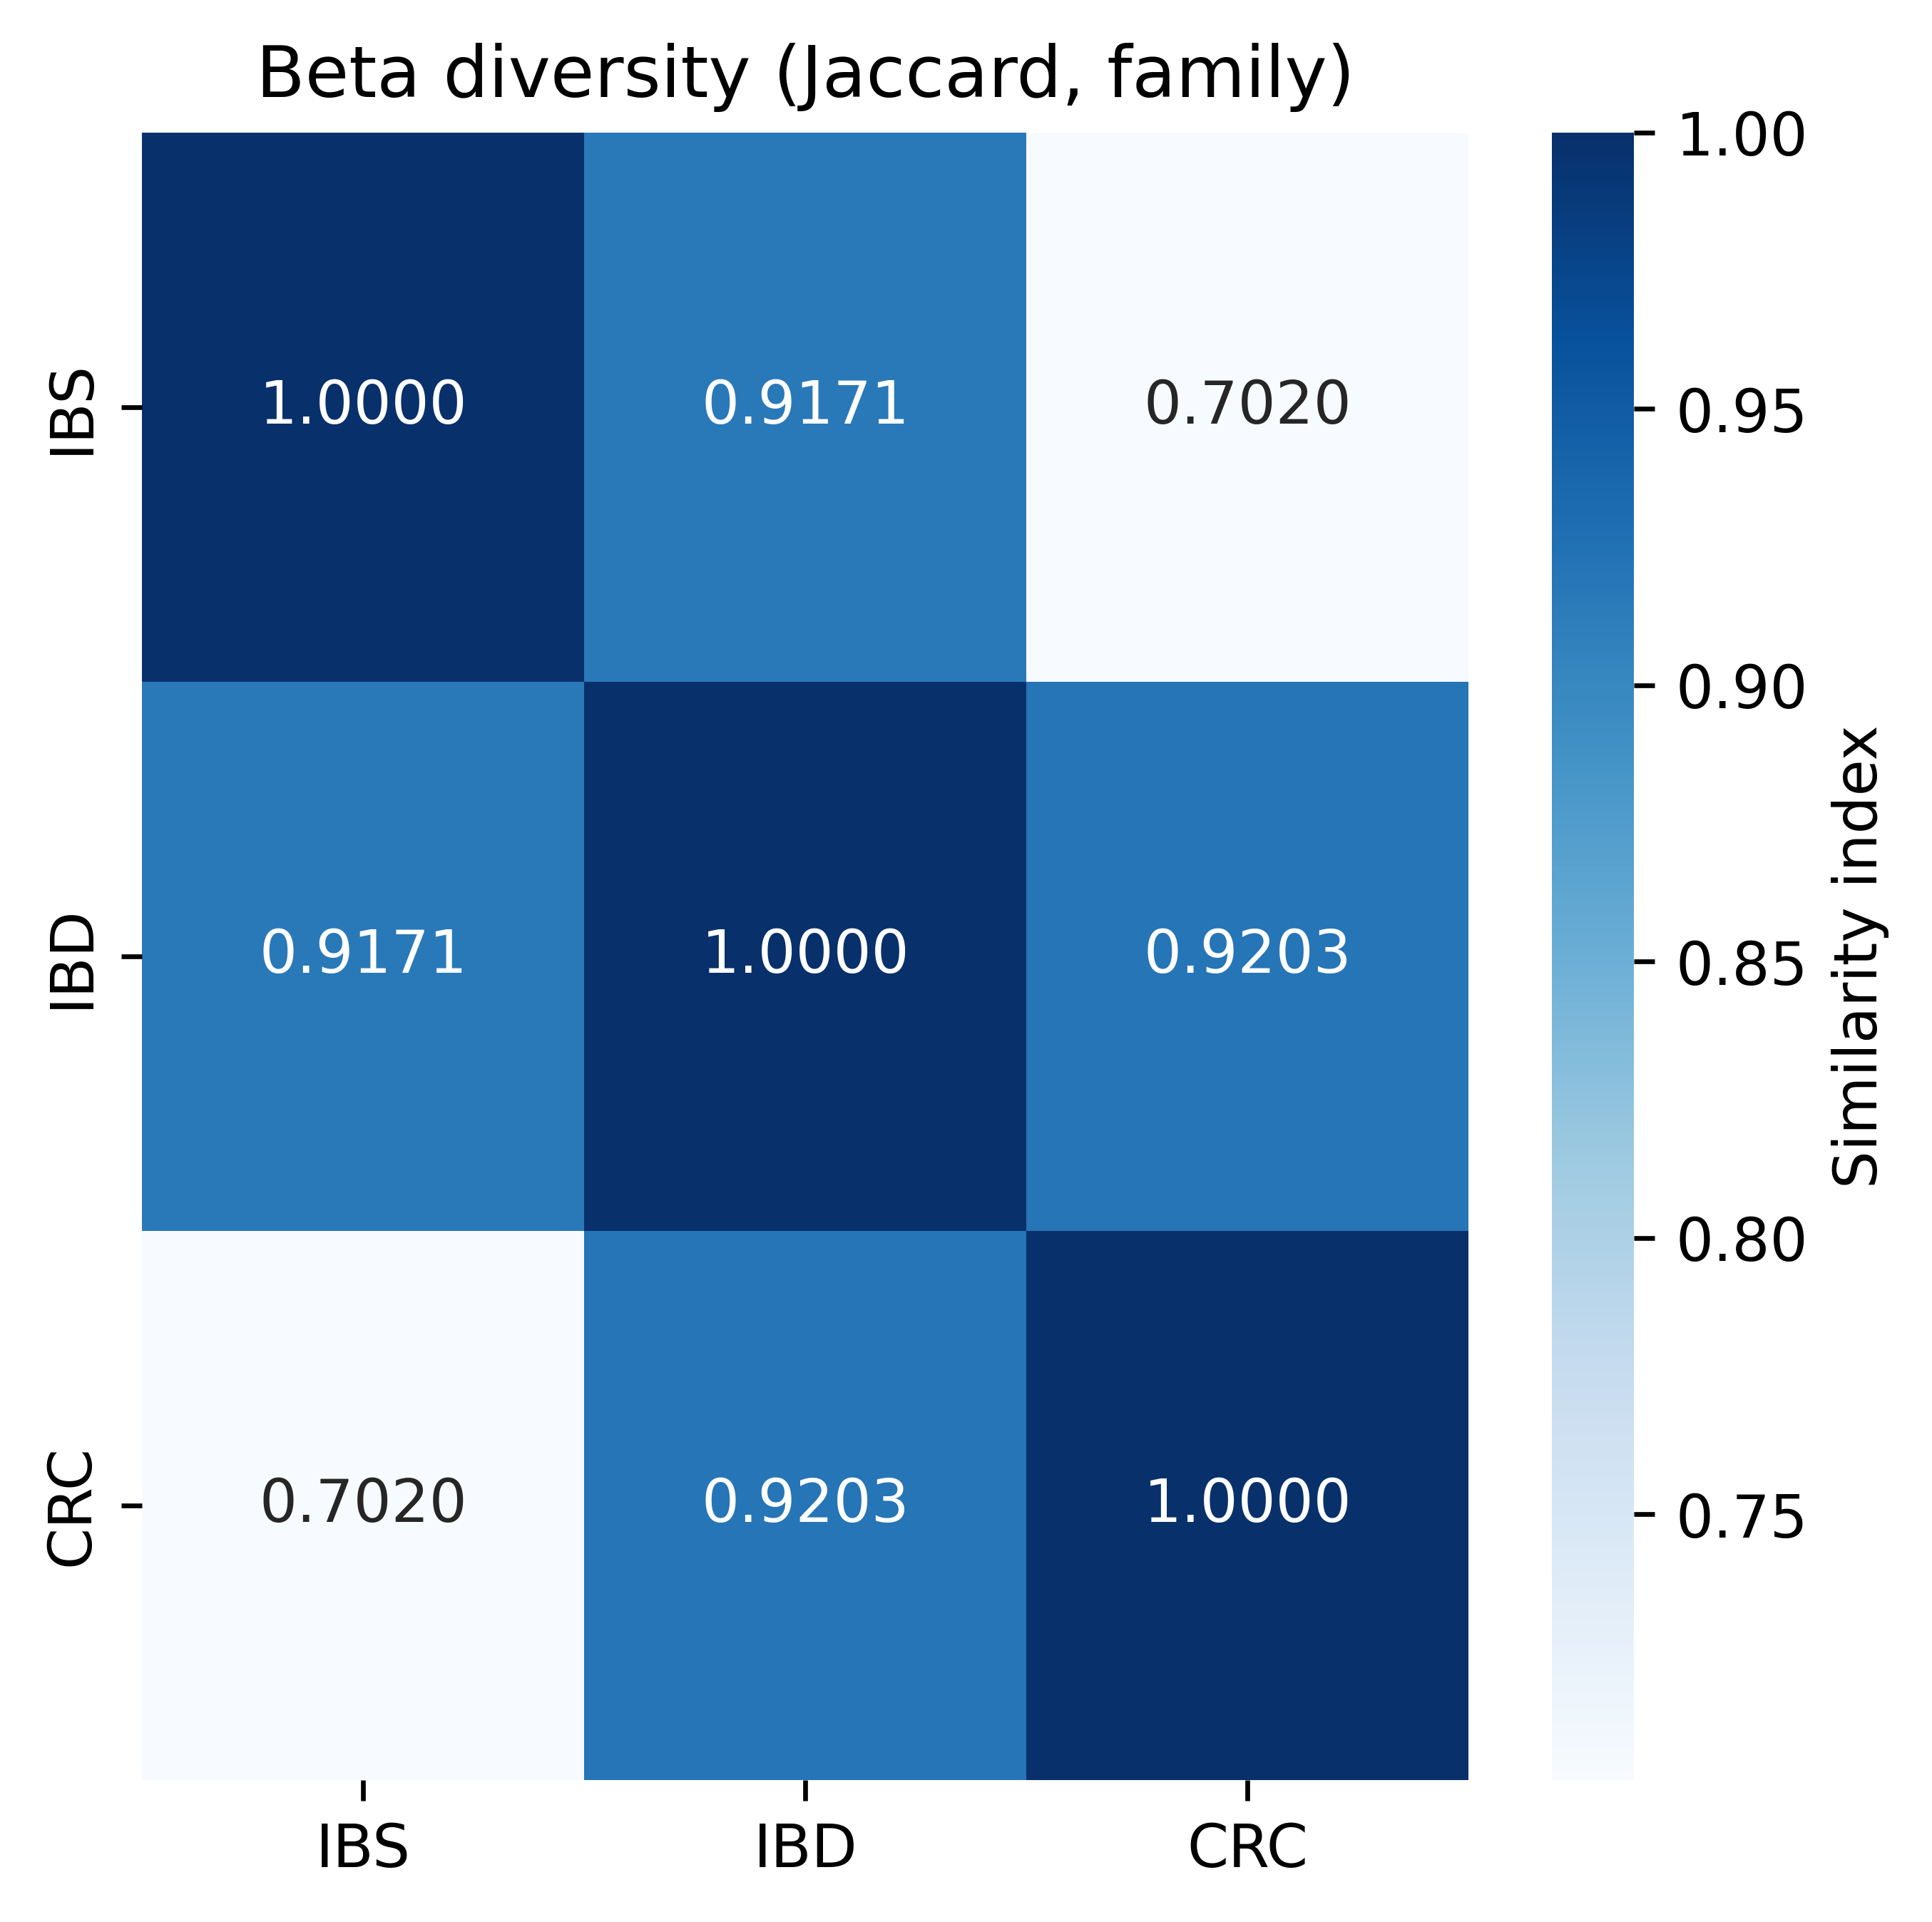 Beta diversity (Jaccard, family)
IBS
1.0000 0.9171 0.7020
IBD
0.9171 1.0000 0.9203
CRC
0.7020 0.9203 1.0000
IBS IBD CRC
1.00
0.95
0.90
0.85
0.80
0.75
Similarity index